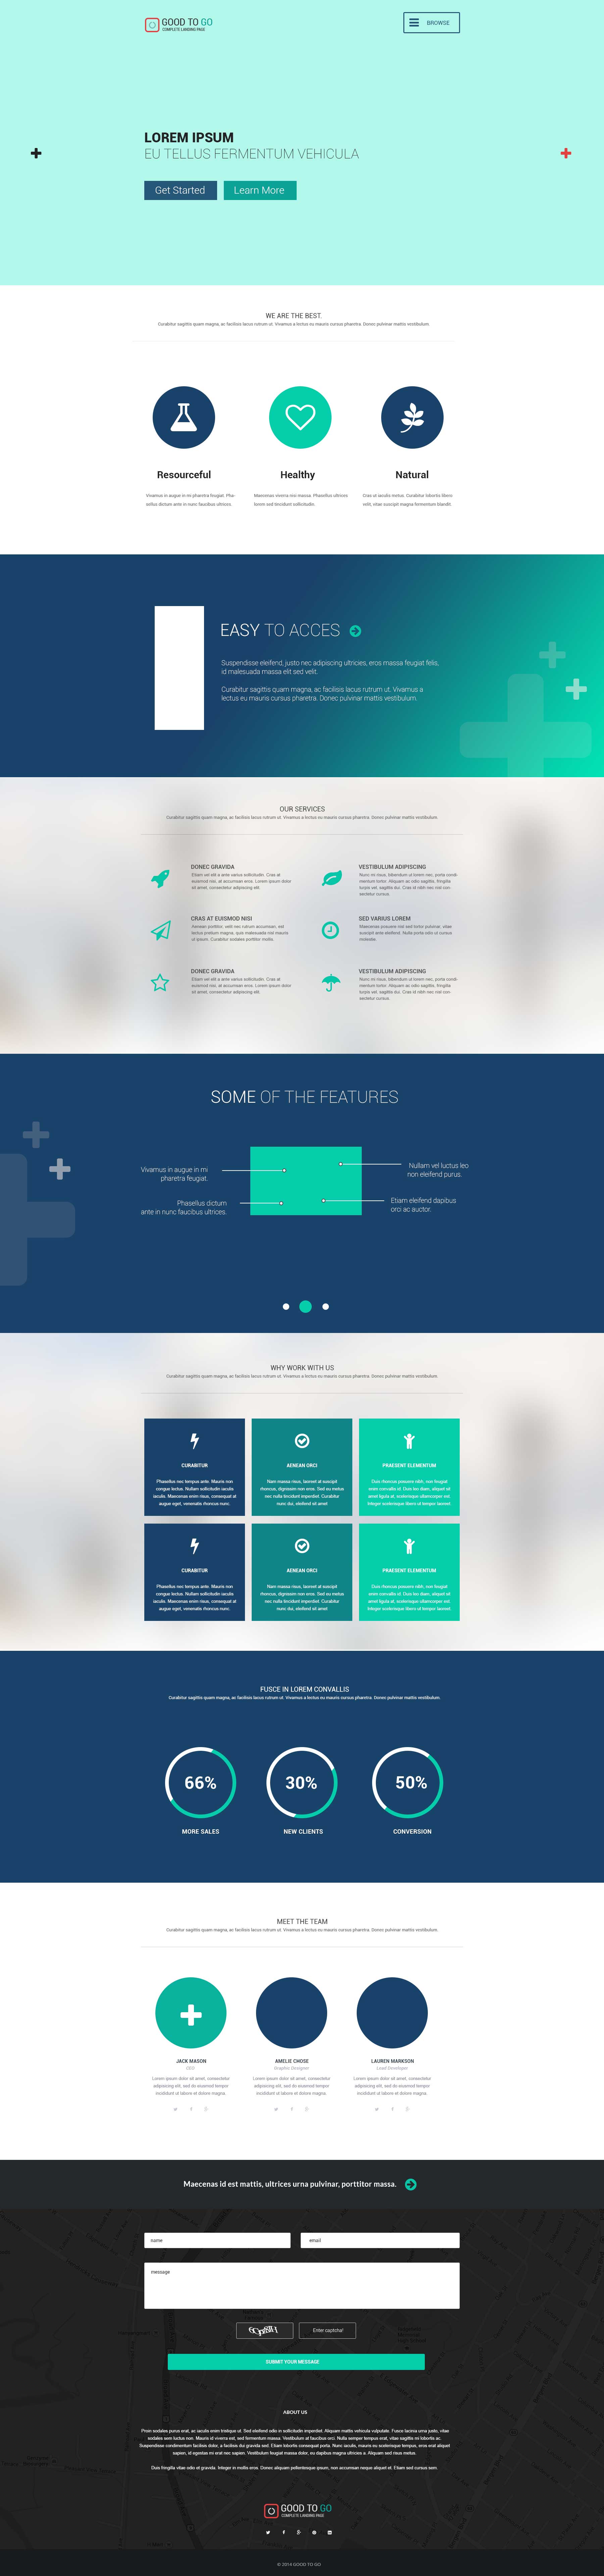 GOOD TO GO
COMPLETE LANDING PAGE
BROWSE
LOREM IPSUM
EU TELLUS FERMENTUM VEHICULA
Get Started
Learn More
WE ARE THE BEST.
Curabitur sagittis quam magna, ac facilisis lacus rutrum ut. Vivamus a lectus eu mauris cursus pharetra. Donec pulvinar mattis vestibulum.
Resourceful
Vivamus in augue in mi pharetra feugiat. Pha-
sellus dictum ante in nunc faucibus ultrices.
Healthy
Maecenas viverra nisi massa. Phasellus ultrices
lorem sed tincidunt sollicitudin.
Natural
Cras ut iaculis metus. Curabitur lobortis libero
velit, vitae suscipit magna fermentum blandit.
EASY TO ACCES
Suspendisse eleifend, justo nec adipiscing ultricies, eros massa feugiat felis,
id malesuada massa elit sed velit.
Curabitur sagittis quam magna, ac facilisis lacus rutrum ut. Vivamus a
lectus eu mauris cursus pharetra. Donec pulvinar mattis vestibulum.
OUR SERVICES
Curabitur sagittis quam magna, ac facilisis lacus rutrum ut. Vivamus a lectus eu mauris cursus pharetra. Donec pulvinar mattis vestibulum.
DONEC GRAVIDA
Etiam vel elit a ante varius sollicitudin. Cras at
nisi, at accumsan eros. Lorem ipsum dolor
sit amet, consectetur adipiscing elit.
VESTIBULUM ADIPISCING
Nunc mi risus, bibendum ut lorem nec, porta condi-
mentum tortor. Aliquam ac odio sagittis, fringilla
turpis vel, sagittis dui. Cras et nibh nec nisl con-
sectetur cursus.
CRAS AT EUISMOD NISI
Aenean porttitor, velit nec rutrum accumsan, est
lectus pretium magna, quis malesuada nisl mauris
ut ipsum. Curabitur sodales porttitor mollis.
SED VARIUS LOREM
Maecenas posuere nisl sed tortor pulvinar, vitae
suscipit ante eleifend. Nulla porta odio ut cursus
molestie.
DONEC GRAVIDA
Etiam vel elit a ante varius sollicitudin. Cras at
nisi, at accumsan eros. Lorem ipsum dolor
sit amet, consectetur adipiscing elit.
VESTIBULUM ADIPISCING
Nunc mi risus, bibendum ut lorem nec, porta condi-
mentum tortor. Aliquam ac odio sagittis, fringilla
turpis vel, sagittis dui. Cras et nibh nec nisl con-
sectetur cursus.
SOME OF THE FEATURES
Vivamus in augue in mi
pharetra feugiat.
Nullam vel luctus leo
non eleifend purus.
Phasellus dictum
ante in nunc faucibus ultrices.
Etiam eleifend dapibus
orci ac auctor.
WHY WORK WITH US
Curabitur sagittis quam magna, ac facilisis lacus rutrum ut. Vivamus a lectus eu mauris cursus pharetra. Donec pulvinar mattis vestibulum.
CURABITUR
Phasellus nec tempus ante. Mauris non
congue lectus. Nullam sollicitudin iaculis
iaculis. Maecenas enim risus, consequat at
augue eget, venenatis rhoncus nunc.
AENEAN ORCI
Nam massa risus, laoreet at suscipit
rhoncus, dignissim non eros. Sed eu metus
nec nulla tincidunt imperdiet. Curabitur
nunc dui, eleifend sit amet
PRAESENT ELEMENTUM
Duis rhoncus posuere nibh, non feugiat
enim convallis id. Duis leo diam, aliquet sit
amet ligula at, scelerisque ullamcorper est.
Integer scelerisque libero ut tempor laoreet.
CURABITUR
Phasellus nec tempus ante. Mauris non
congue lectus. Nullam sollicitudin iaculis
iaculis. Maecenas enim risus, consequat at
augue eget, venenatis rhoncus nunc.
AENEAN ORCI
Nam massa risus, laoreet at suscipit
rhoncus, dignissim non eros. Sed eu metus
nec nulla tincidunt imperdiet. Curabitur
nunc dui, eleifend sit amet
PRAESENT ELEMENTUM
Duis rhoncus posuere nibh, non feugiat
enim convallis id. Duis leo diam, aliquet sit
amet ligula at, scelerisque ullamcorper est.
Integer scelerisque libero ut tempor laoreet.
FUSCE IN LOREM CONVALLIS
Curabitur sagittis quam magna, ac facilisis lacus rutrum ut. Vivamus a lectus eu mauris cursus pharetra. Donec pulvinar mattis vestibulum.
66%
30%
50%
MORE SALES
NEW CLIENTS
CONVERSION
MEET THE TEAM
Curabitur sagittis quam magna, ac facilisis lacus rutrum ut. Vivamus a lectus eu mauris cursus pharetra. Donec pulvinar mattis vestibulum.
JACK MASON
CEO
Lorem ipsum dolor sit amet, consectetur
adipisicing elit, sed do eiusmod tempor
incididunt ut labore et dolore magna.
AMELIE CHOSE
Graphic Designer
Lorem ipsum dolor sit amet, consectetur
adipisicing elit, sed do eiusmod tempor
incididunt ut labore et dolore magna.
LAUREN MARKSON
Lead Developer
Lorem ipsum dolor sit amet, consectetur
adipisicing elit, sed do eiusmod tempor
incididunt ut labore et dolore magna.
Maecenas id est mattis, ultrices urna pulvinar, porttitor massa.
name
email
message
Enter captcha!
SUBMIT YOUR MESSAGE
ABOUT US
Proin sodales purus erat, ac iaculis enim tristique ut. Sed eleifend odio in sollicitudin imperdiet. Aliquam mattis vehicula vulputate. Fusce lacinia urna justo, vitae
sodales sem luctus non. Mauris id viverra est, sed fermentum massa. Vestibulum at faucibus orci. Nulla semper tempus erat, vitae sagittis mi lobortis ac.
Suspendisse condimentum facilisis dolor, a facilisis dui gravida sed. Etiam lobortis consequat porta. Nunc iaculis, mauris eu scelerisque tempus, eros erat aliquet
sapien, id egestas mi erat nec sapien. Vestibulum feugiat massa dolor, eu dapibus magna ultricies a. Aliquam sed risus metus.
Duis fringilla vitae odio et gravida. Integer in mollis eros. Donec aliquam pellentesque ipsum, non accumsan neque aliquet et. Etiam sed cursus sem.
GOOD TO GO
COMPLETE LANDING PAGE
© 2014 GOOD TO GO